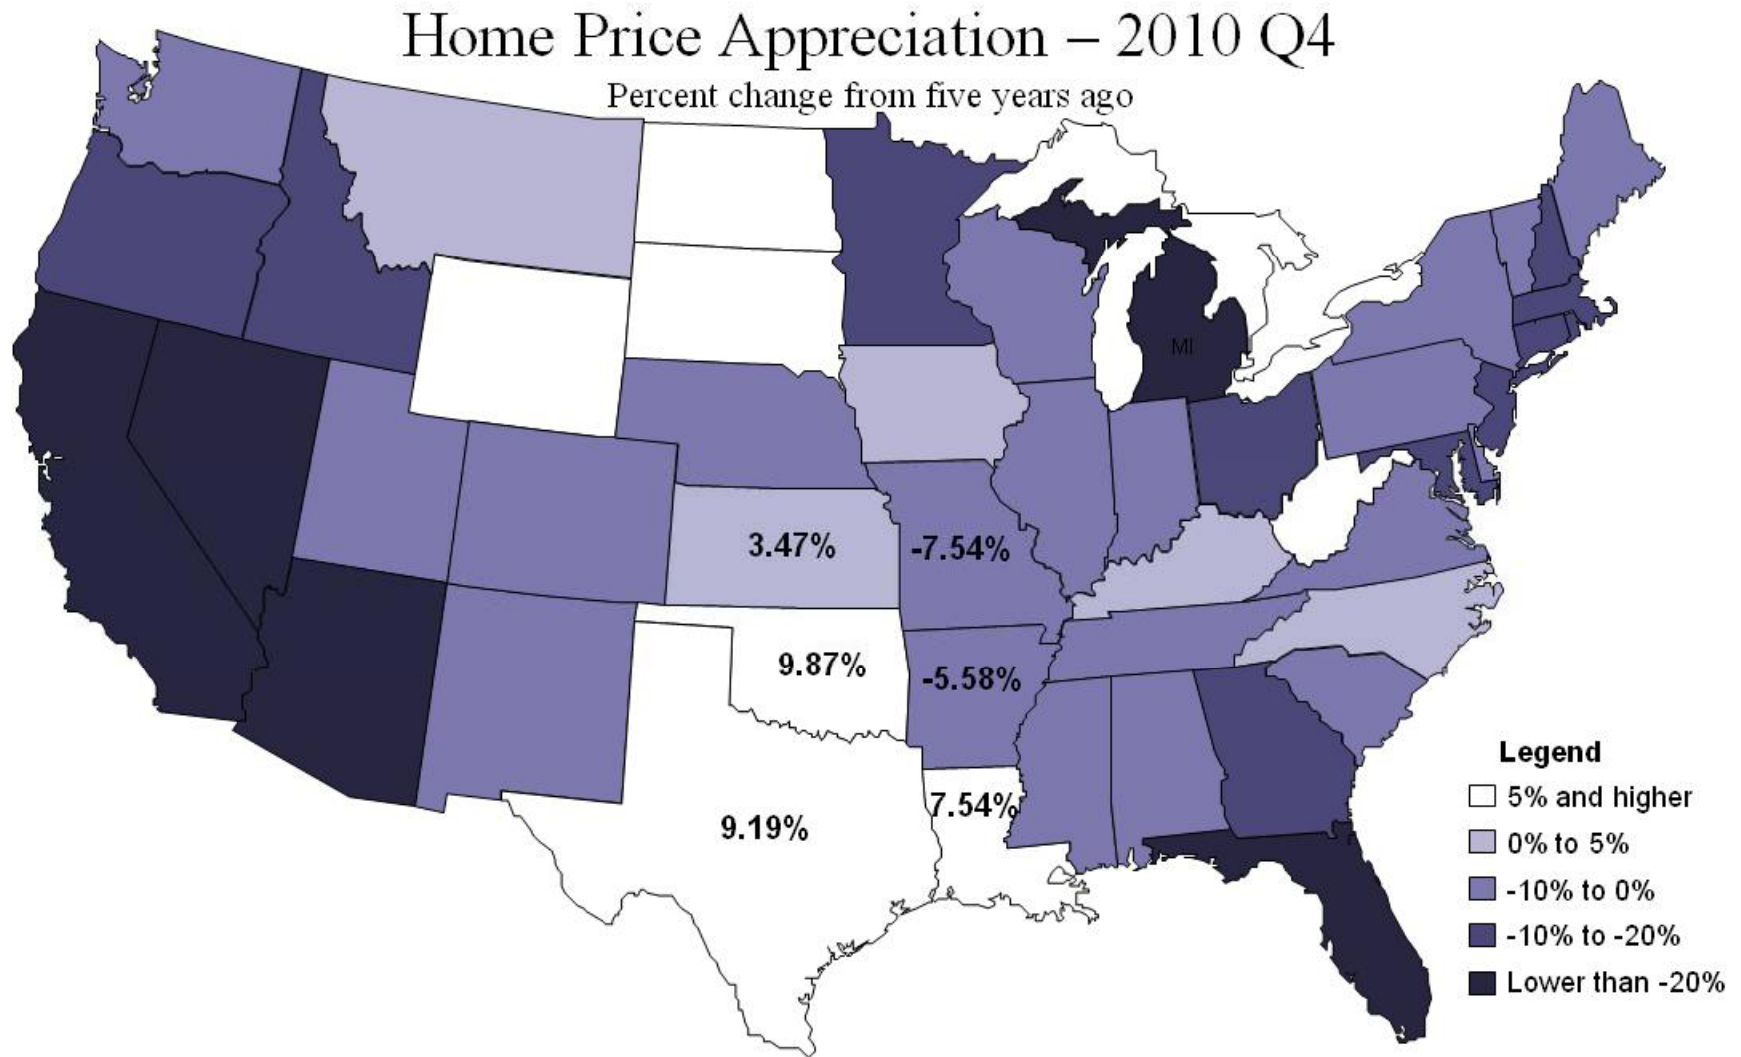 Home Price Appreciation – 2010 Q4
Percent change from five years ago
MI
3.47%
-7.54%
9.87%
-5.58%
9.19%
7.54%
Legend
5% and higher
0% to 5%
-10% to 0%
-10% to -20%
Lower than -20%